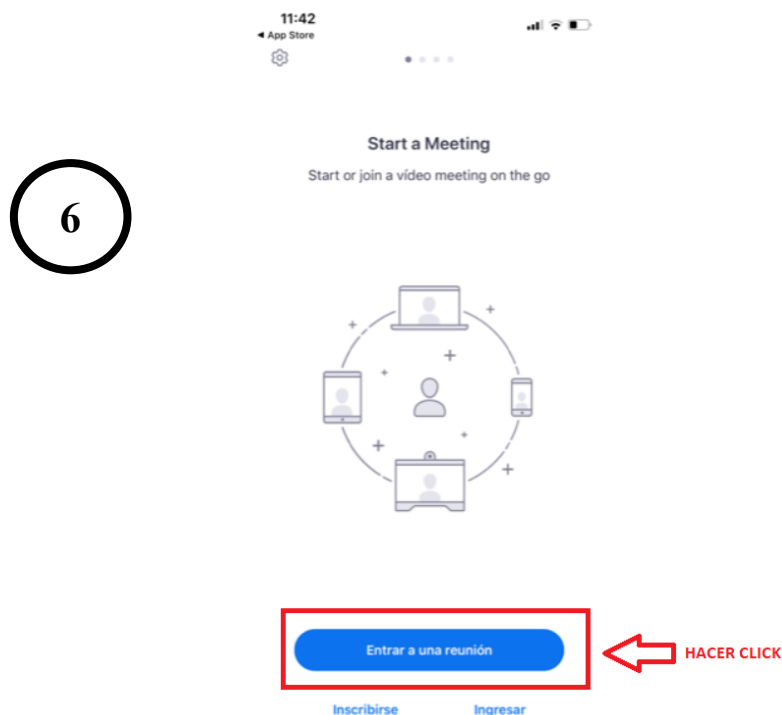 11:42
◄ App Store
Start a Meeting
Start or join a vídeo meeting on the go
6
Entrar a una reunión
HACER CLICK
Inscribirse Ingresar